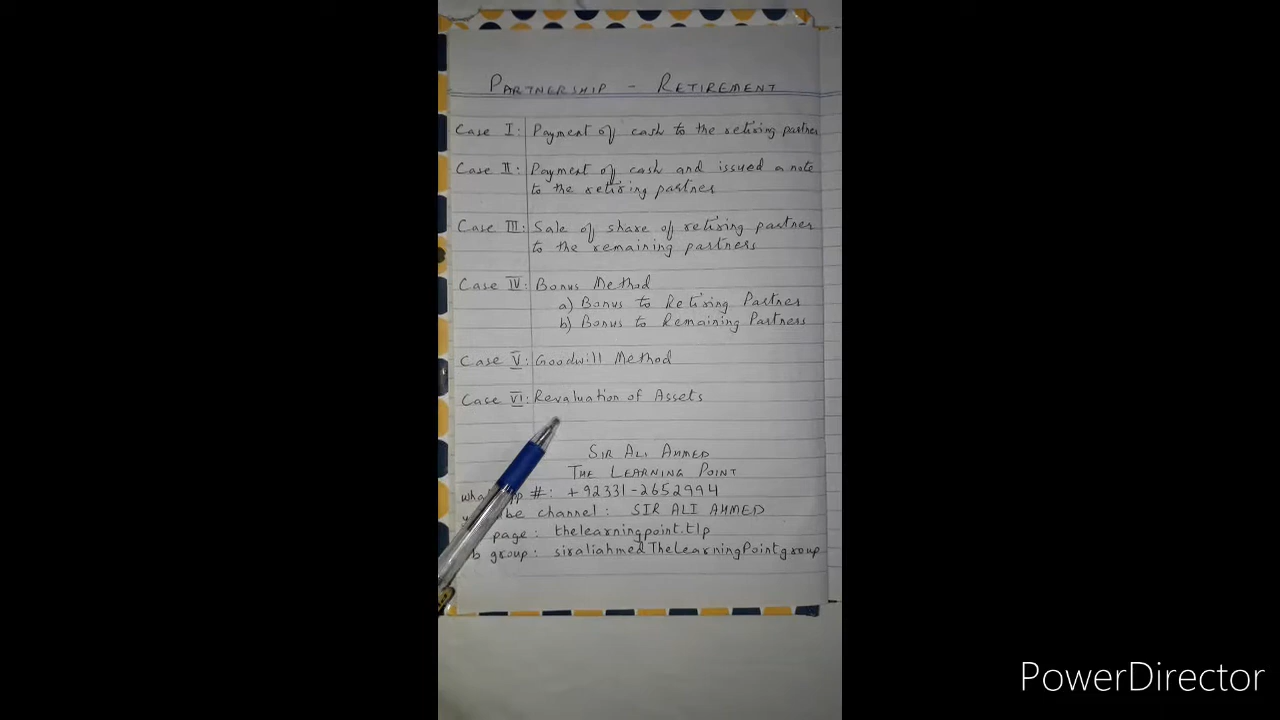 PARTNERSHIP - RETIREMENT
Case I: Payment of cash to the retiring partner
Case II: Payment of cash and issued a note
to the retiring partner
Case III: Sale of share of retiring partner
to the remaining partners
Case IV: Bonus Method
a) Bonus to Retiring Partner
b) Bonus to Remaining Partners
Case V: Goodwill Method
Case VI: Revaluation of Assets
SIR ALI AHMED
THE LEARNING POINT
#: +92331-2652994
channel: SIR ALI AHMED
page: thelearningpoint.tlp
group: siraliahmedTheLearningPointgroup
PowerDirector